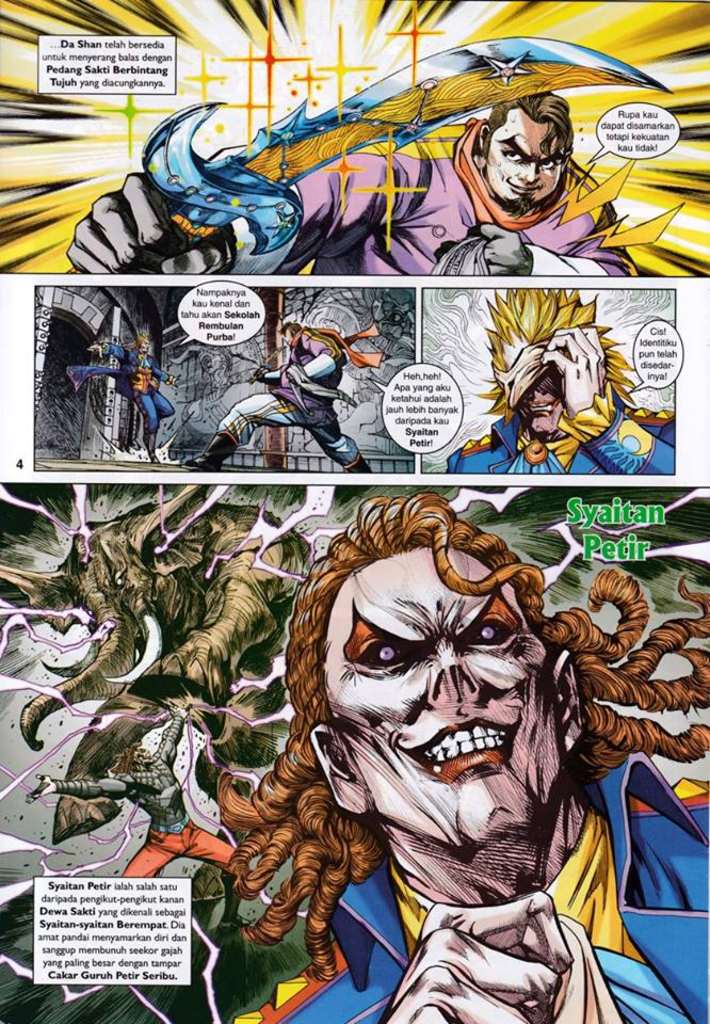 ...Da Shan telah bersedia
untuk menyerang balas dengan
Pedang Sakti Berbintang
Tujuh yang diacungkannya.
Rupa kau
dapat disamarkan
tetapi kekuatan
kau tidak!
Nampaknya
kau kenal dan
tahu akan Sekolah
Rembulan
Purba!
Heh,heh!
Apa yang aku
ketahui adalah
jauh lebih banyak
daripada kau
Syaitan
Petir!
Cis!
Identitiku
pun telah
disedar-
inya!
4
Syaitan
Petir
Syaitan Petir ialah salah satu
daripada pengikut-pengikut kanan
Dewa Sakti yang dikenali sebagai
Syaitan-syaitan Berempat. Dia
amat pandai menyamarkan diri dan
sanggup membunuh seekor gajah
yang paling besar dengan tampar
Cakar Guruh Petir Seribu.